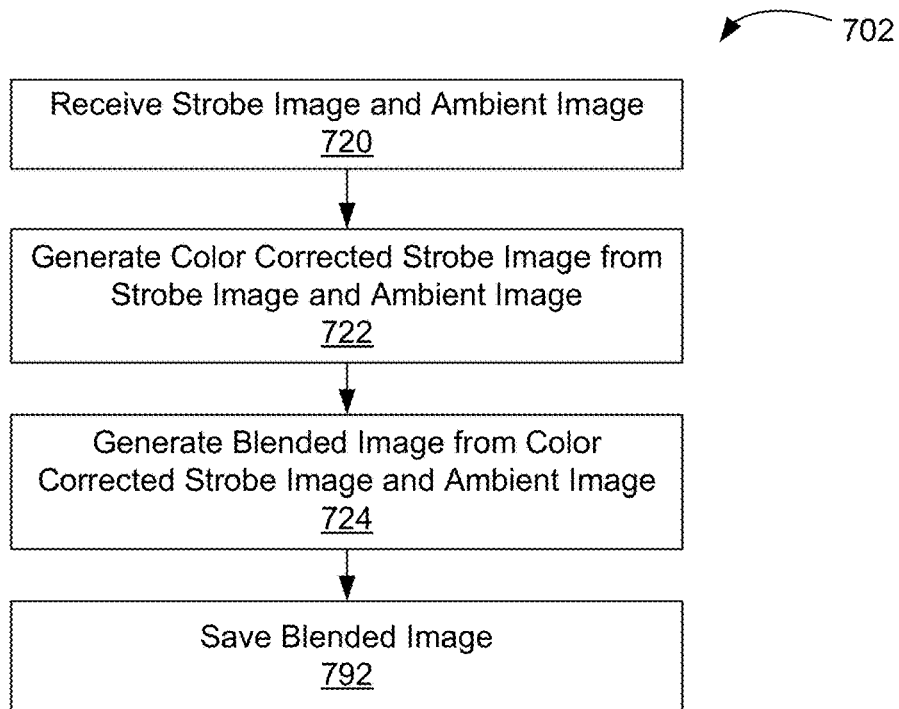 702
Receive Strobe Image and Ambient Image
720
Generate Color Corrected Strobe Image from
Strobe Image and Ambient Image
722
Generate Blended Image from Color
Corrected Strobe Image and Ambient Image
724
Save Blended Image
792